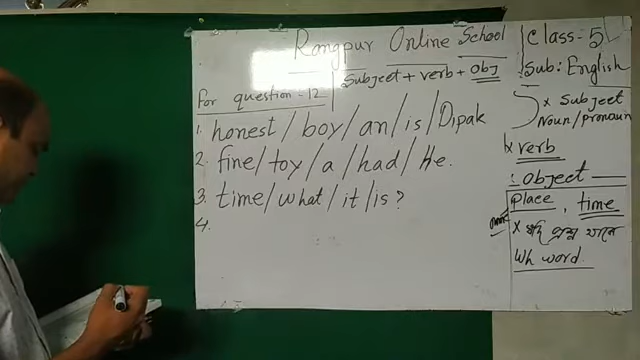 Rangpur Online School
Class-5
Sub: English
Subject + verb + obj
For question-12
1. honest / boy / an / is / Dipak
2. fine / toy / a / had / He.
3. time / what / it / is ?
4.
* Subject
Noun/pronoun
* verb
: object
place, time
* যদি প্রশ্ন থাকে
Wh word.